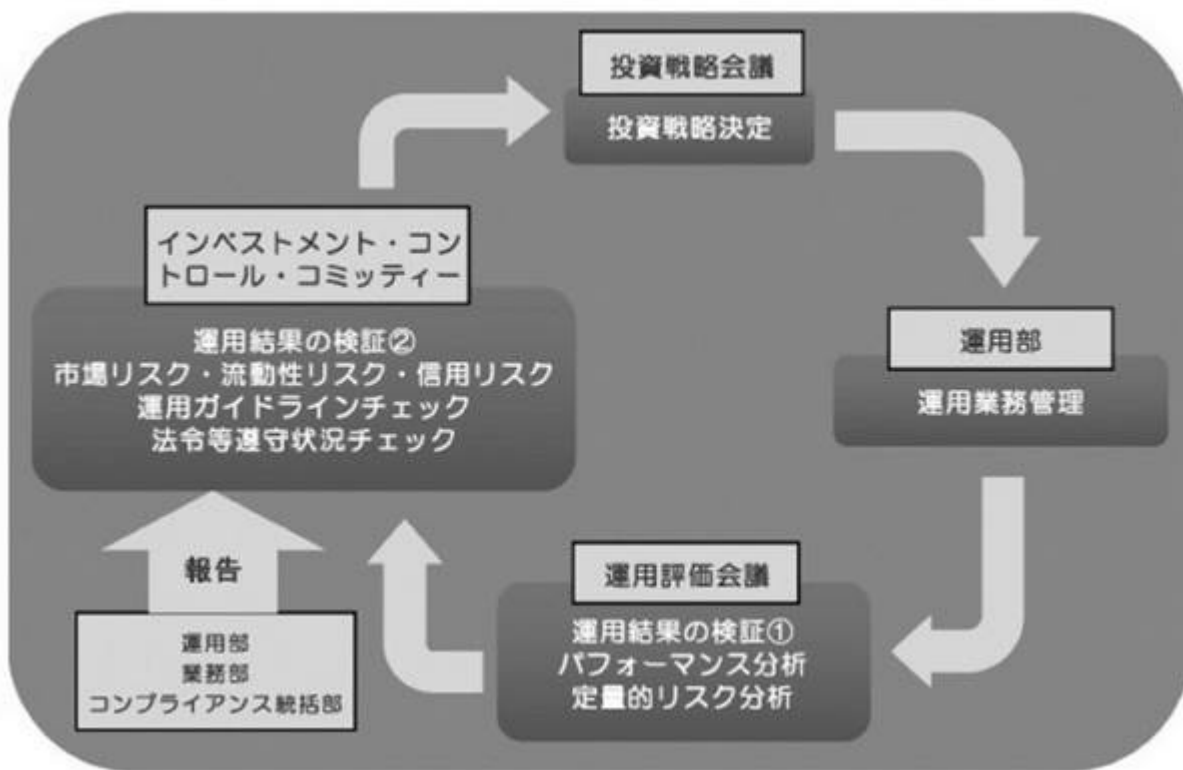 投資戦略会議
投資戦略決定
運用部
運用業務管理
運用評価会議
運用結果の検証①
パフォーマンス分析
定量的リスク分析
インベストメント・コン
トロール・コミッティー
運用結果の検証②
市場リスク・流動性リスク・信用リスク
運用ガイドラインチェック
法令等遵守状況チェック
報告
運用部
業務部
コンプライアンス統括部